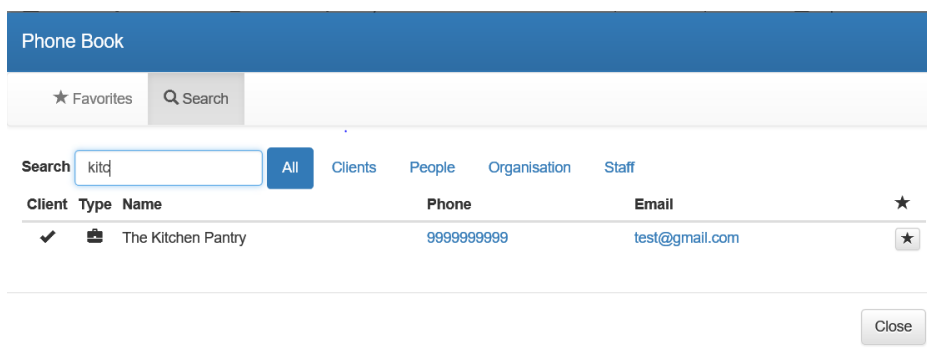 Phone Book
Favorites Search
Search kitc All Clients People Organisation Staff
Client Type Name Phone Email
The Kitchen Pantry 9999999999 test@gmail.com
Close